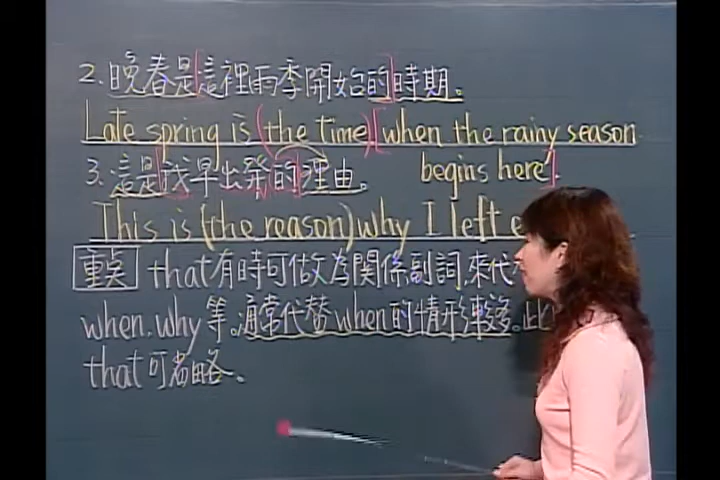 2. 晚春是這裡雨季開始的時期。
Late spring is (the time) [when the rainy season
begins here].
3. 這是我早出發的理由。
This is (the reason) why I left e
重点 that有時可做為關係副詞,來代
when, why 等。通常代替when的情形較多。此
that可省略。